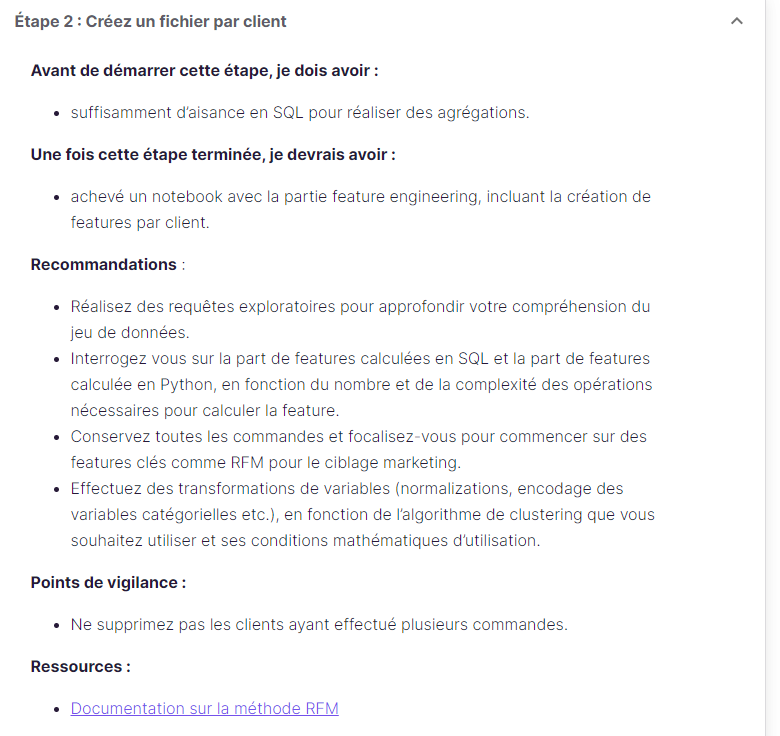 Étape 2 : Créez un fichier par client
Avant de démarrer cette étape, je dois avoir :
• suffisamment d’aisance en SQL pour réaliser des agrégations.
Une fois cette étape terminée, je devrais avoir :
• achevé un notebook avec la partie feature engineering, incluant la création de
features par client.
Recommandations :
• Réalisez des requêtes exploratoires pour approfondir votre compréhension du
jeu de données.
• Interrogez vous sur la part de features calculées en SQL et la part de features
calculée en Python, en fonction du nombre et de la complexité des opérations
nécessaires pour calculer la feature.
• Conservez toutes les commandes et focalisez-vous pour commencer sur des
features clés comme RFM pour le ciblage marketing.
• Effectuez des transformations de variables (normalizations, encodage des
variables catégorielles etc.), en fonction de l’algorithme de clustering que vous
souhaitez utiliser et ses conditions mathématiques d’utilisation.
Points de vigilance :
• Ne supprimez pas les clients ayant effectué plusieurs commandes.
Ressources :
• Documentation sur la méthode RFM